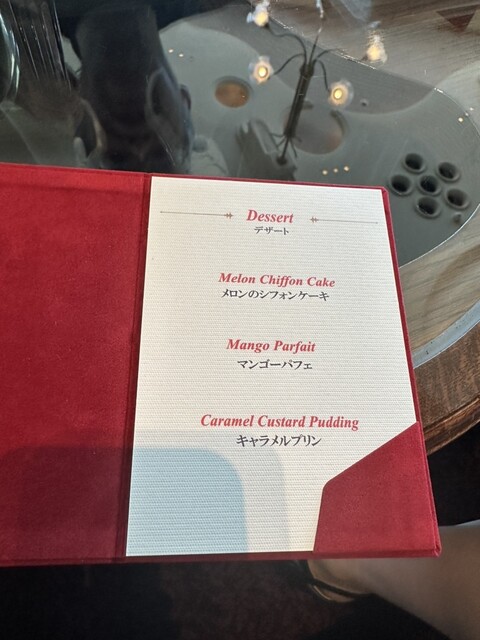 Dessert
デザート
Melon Chiffon Cake
メロンのシフォンケーキ
Mango Parfait
マンゴーパフェ
Caramel Custard Pudding
キャラメルプリン